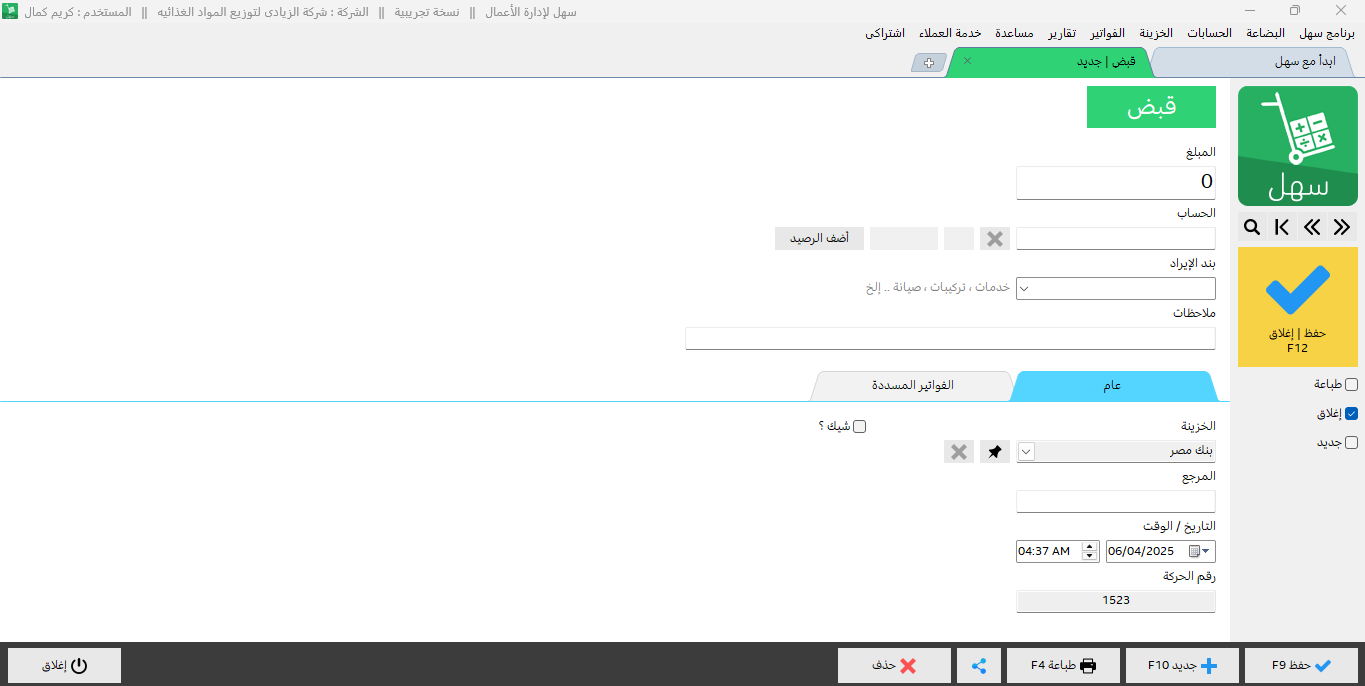 سهل لإدارة الأعمال || نسخة تجريبية || الشركة : شركة الزيادى لتوزيع المواد الغذائيه || المستخدم : كريم كمال
برنامج سهل البضاعة الحسابات الخزينة الفواتير تقارير مساعدة خدمة العملاء اشتراكى
ابدأ مع سهل
قبض | جديد
سهل
حفظ | إغلاق
F12
طباعة
إغلاق
جديد
قبض
المبلغ
0
الحساب
أضف الرصيد
بند الإيراد
خدمات ، تركيبات ، صيانة .. إلخ
ملاحظات
عام
الفواتير المسددة
الخزينة
شيك ؟
بنك مصر
المرجع
التاريخ / الوقت
06/04/2025
04:37 AM
رقم الحركة
1523
حفظ F9
جديد F10
طباعة F4
حذف
إغلاق